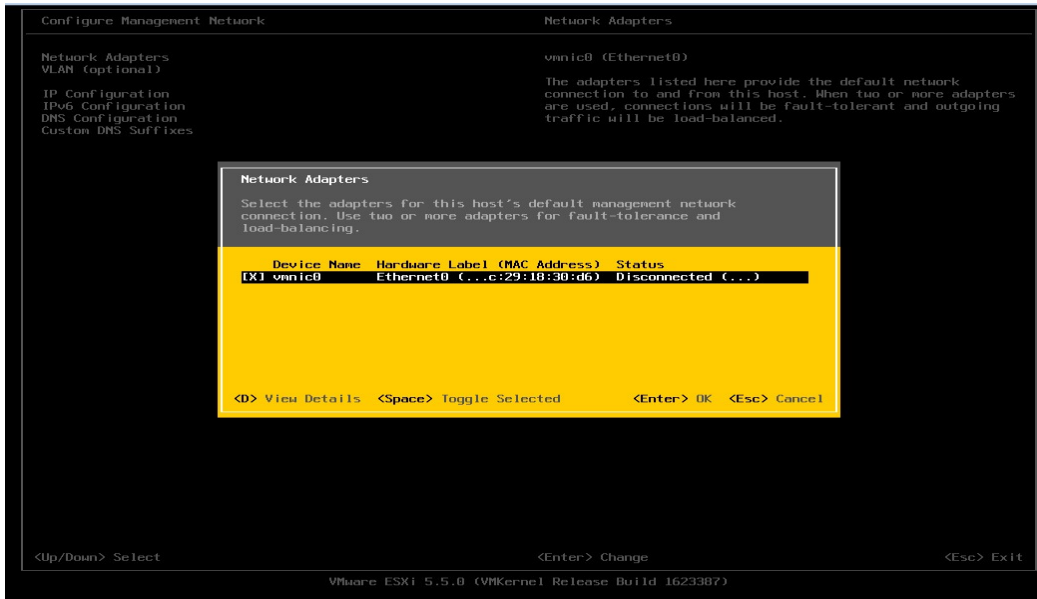 Configure Management Network
Network Adapters
Network Adapters
VLAN (optional)
IP Configuration
IPv6 Configuration
DNS Configuration
Custom DNS Suffixes
vmnic0 (Ethernet0)
The adapters listed here provide the default network
connection to and from this host. When two or more adapters
are used, connections will be fault-tolerant and outgoing
traffic will be load-balanced.
Network Adapters
Select the adapters for this host's default management network
connection. Use two or more adapters for fault-tolerance and
load-balancing.
Device Name Hardware Label (MAC Address) Status
[X] vmnic0 Ethernet0 (...c:29:18:30:d6) Disconnected (...)
<D> View Details <Space> Toggle Selected <Enter> OK <Esc> Cancel
<Up/Down> Select <Enter> Change <Esc> Exit
VMware ESXi 5.5.0 (VMKernel Release Build 1623387)